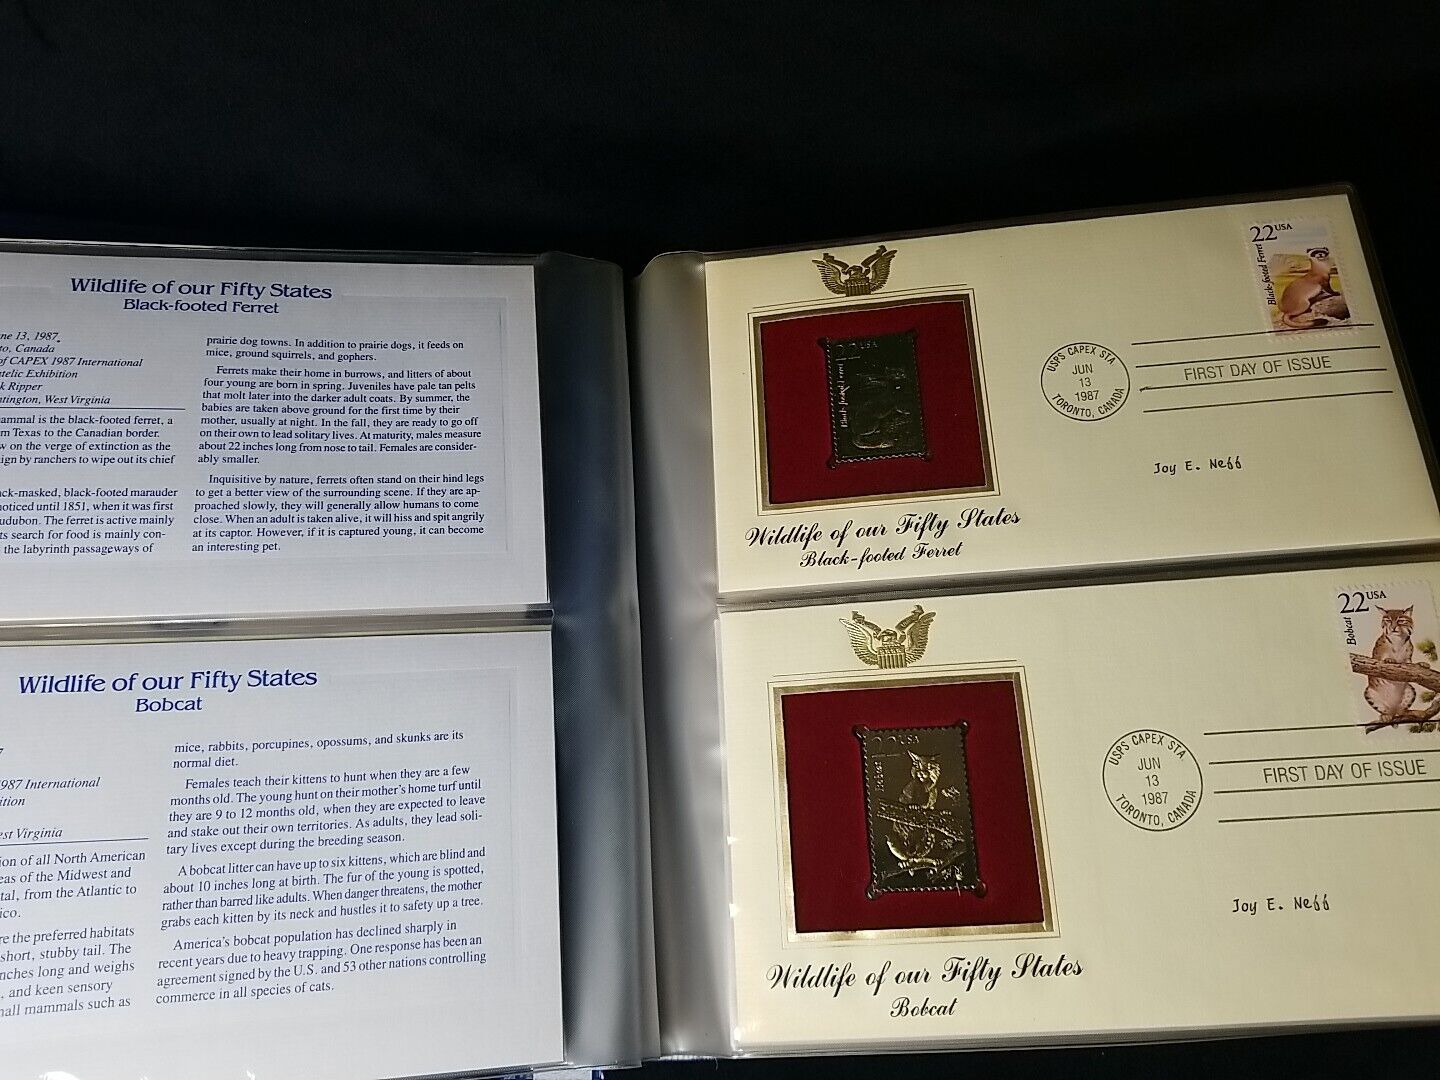 Wildlife of our Fifty States
Black-footed Ferret
ne 13, 1987
to, Canada
of CAPEX 1987 International
atelic Exhibition
k Ripper
ntington, West Virginia
mammal is the black-footed ferret, a
m Texas to the Canadian border.
w on the verge of extinction as the
ign by ranchers to wipe out its chief
ck-masked, black-footed marauder
noticed until 1851, when it was first
udubon. The ferret is active mainly
ts search for food is mainly con-
the labyrinth passageways of
prairie dog towns. In addition to prairie dogs, it feeds on
mice, ground squirrels, and gophers.
Ferrets make their home in burrows, and litters of about
four young are born in spring. Juveniles have pale tan pelts
that molt later into the darker adult coats. By summer, the
babies are taken above ground for the first time by their
mother, usually at night. In the fall, they are ready to go off
on their own to lead solitary lives. At maturity, males measure
about 22 inches long from nose to tail. Females are consider-
ably smaller.
Inquisitive by nature, ferrets often stand on their hind legs
to get a better view of the surrounding scene. If they are ap-
proached slowly, they will generally allow humans to come
close. When an adult is taken alive, it will hiss and spit angrily
at its captor. However, if it is captured young, it can become
an interesting pet.
Wildlife of our Fifty States
Bobcat
7
987 International
ition
est Virginia
ion of all North American
eas of the Midwest and
tal, from the Atlantic to
ico.
re the preferred habitats
short, stubby tail. The
nches long and weighs
, and keen sensory
mall mammals such as
mice, rabbits, porcupines, opossums, and skunks are its
normal diet.
Females teach their kittens to hunt when they are a few
months old. The young hunt on their mother's home turf until
they are 9 to 12 months old, when they are expected to leave
and stake out their own territories. As adults, they lead soli-
tary lives except during the breeding season.
A bobcat litter can have up to six kittens, which are blind and
about 10 inches long at birth. The fur of the young is spotted,
rather than barred like adults. When danger threatens, the mother
grabs each kitten by its neck and hustles it to safety up a tree.
America's bobcat population has declined sharply in
recent years due to heavy trapping. One response has been an
agreement signed by the U.S. and 53 other nations controlling
commerce in all species of cats.
22 USA
Black-footed Ferret
22 USA
Black-footed Ferret
USPS CAPEX STA
JUN
13
1987
TORONTO, CANADA
FIRST DAY OF ISSUE
Joy E. Neff
Wildlife of our Fifty States
Black-footed Ferret
22 USA
Bobcat
22 USA
Bobcat
USPS CAPEX STA
JUN
13
1987
TORONTO, CANADA
FIRST DAY OF ISSUE
Joy E. Neff
Wildlife of our Fifty States
Bobcat